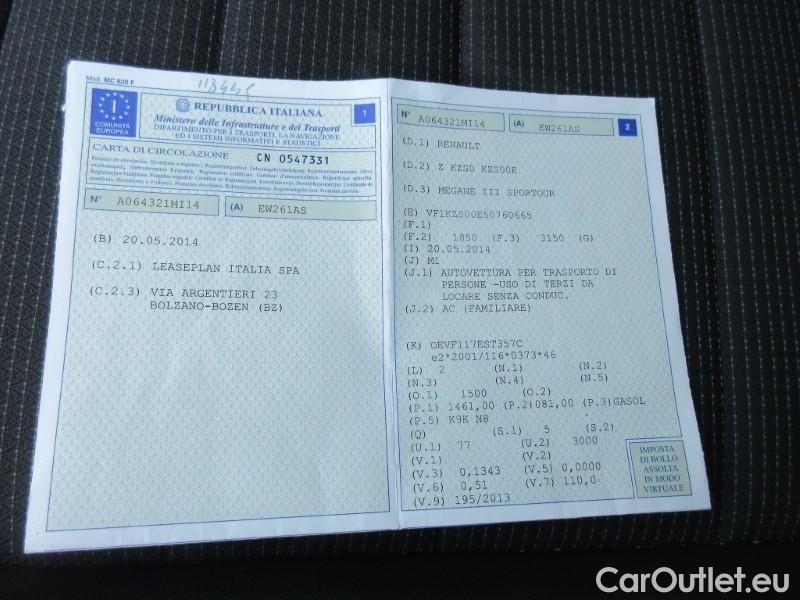 Mod. MC 820 F
I
COMUNITÀ
EUROPEA
REPUBBLICA ITALIANA
1
Ministero delle Infrastrutture e dei Trasporti
DIPARTIMENTO PER I TRASPORTI, LA NAVIGAZIONE
ED I SISTEMI INFORMATIVI E STATISTICI
CARTA DI CIRCOLAZIONE CN 0547331
N° A064321MI14 (A) EW261AS
(B) 20.05.2014
(C.2.1) LEASEPLAN ITALIA SPA
(C.2.3) VIA ARGENTIERI 23
BOLZANO-BOZEN (BZ)
N° A064321MI14 (A) EW261AS 2
(D.1) RENAULT
(D.2) Z KZS0 KZS00E
(D.3) MEGANE III SPORTOUR
(E) VF1KZS00E50760665
(F.1)
(F.2) 1850 (F.3) 3150 (G)
(I) 20.05.2014
(J) M1
(J.1) AUTOVETTURA PER TRASPORTO DI
PERSONE -USO DI TERZI DA
LOCARE SENZA CONDUC.
(J.2) AC (FAMILIARE)
(K) OEVF117EST357C
e2*2001/116*0373*46
(L) 2 (N.1) (N.2)
(N.3) (N.4) (N.5)
(O.1) 1500 (O.2)
(P.1) 1461,00 (P.2)081,00 (P.3)GASOL
(P.5) K9K N8
(Q) (S.1) 5 (S.2)
(U.1) 77 (U.2) 3000
(V.1) (V.2)
(V.3) 0,1343 (V.5) 0,0000
(V.6) 0,51 (V.7) 110,0
(V.9) 195/2013
IMPOSTA
DI BOLLO
ASSOLTA
IN MODO
VIRTUALE
CarOutlet.eu